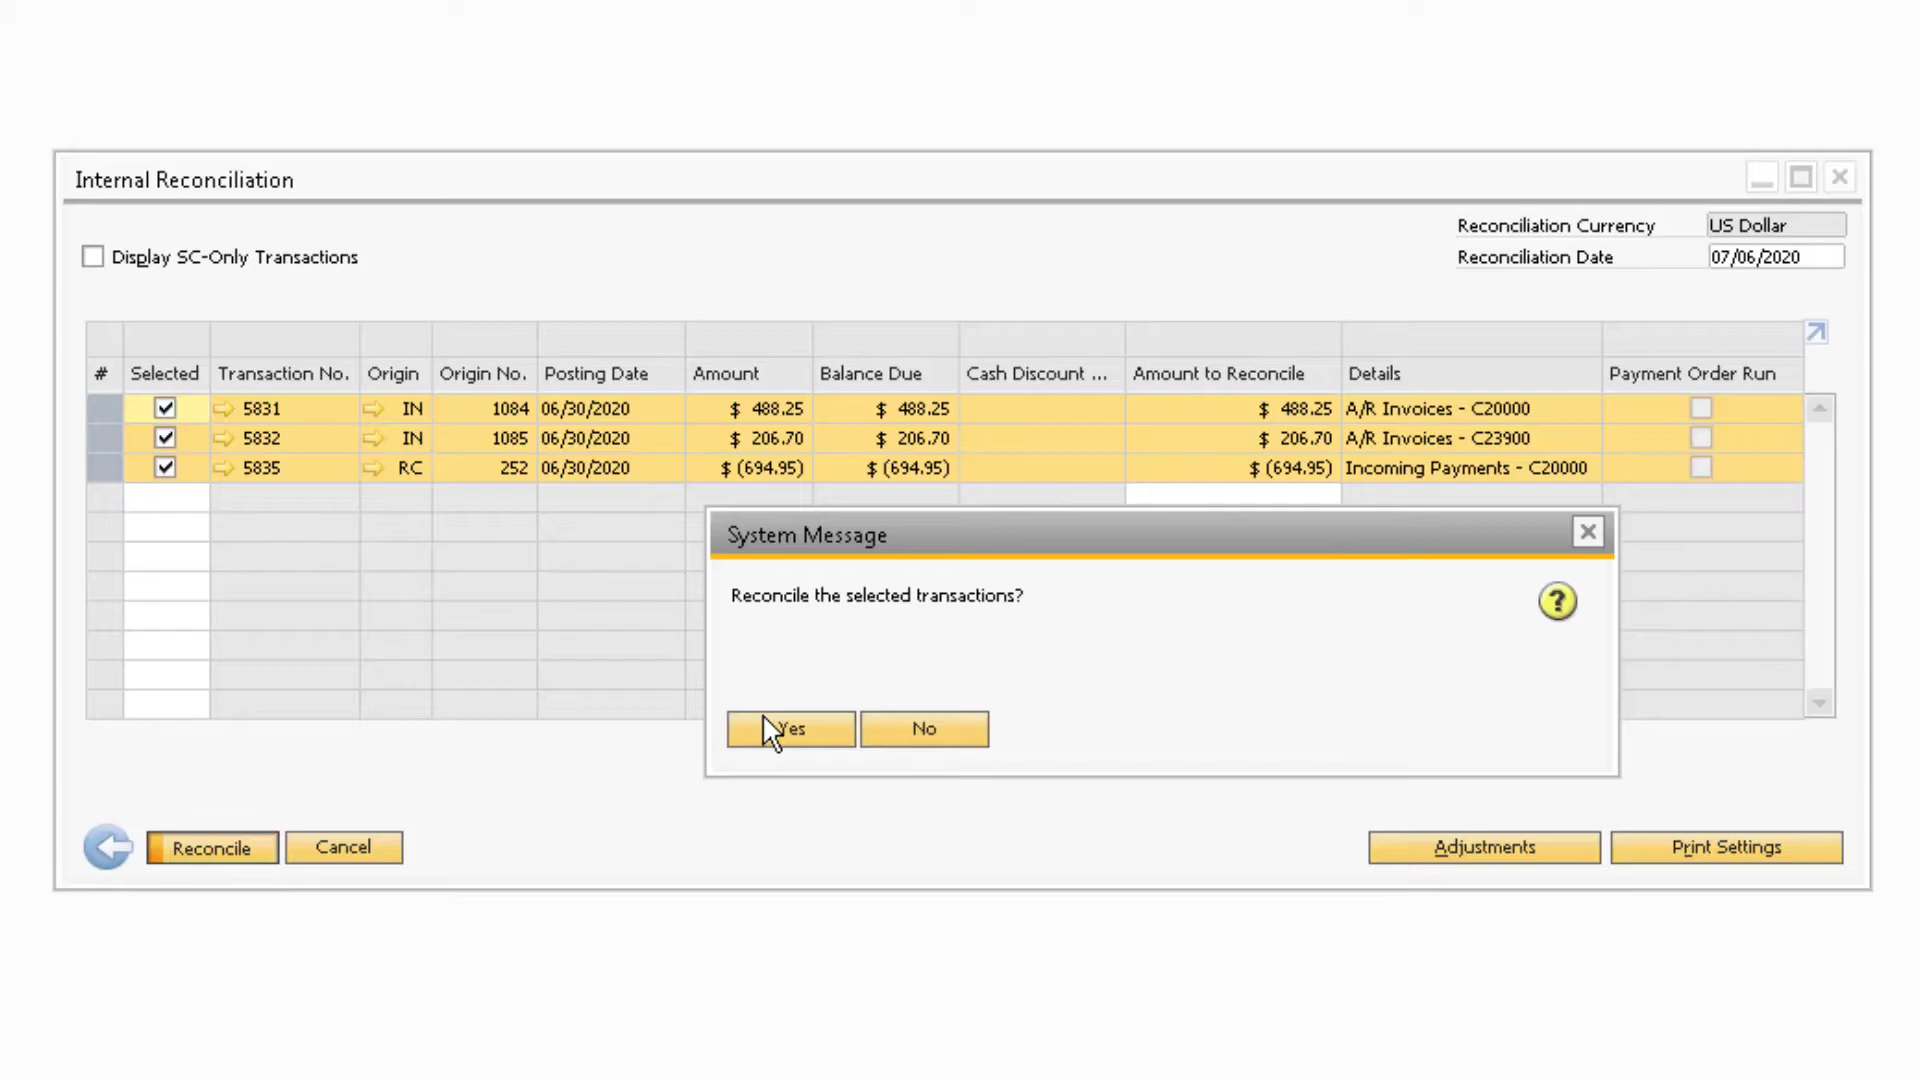 Internal Reconciliation
Reconciliation Currency US Dollar
Display SC-Only Transactions
Reconciliation Date 07/06/2020
# Selected Transaction No. Origin Origin No. Posting Date Amount Balance Due Cash Discount ... Amount to Reconcile Details Payment Order Run
5831 IN 1084 06/30/2020 $ 488.25 $ 488.25 $ 488.25 A/R Invoices - C20000
5832 IN 1085 06/30/2020 $ 206.70 $ 206.70 $ 206.70 A/R Invoices - C23900
5835 RC 252 06/30/2020 $ (694.95) $ (694.95) $ (694.95) Incoming Payments - C20000
System Message
Reconcile the selected transactions?
?
Yes No
Reconcile Cancel Adjustments Print Settings